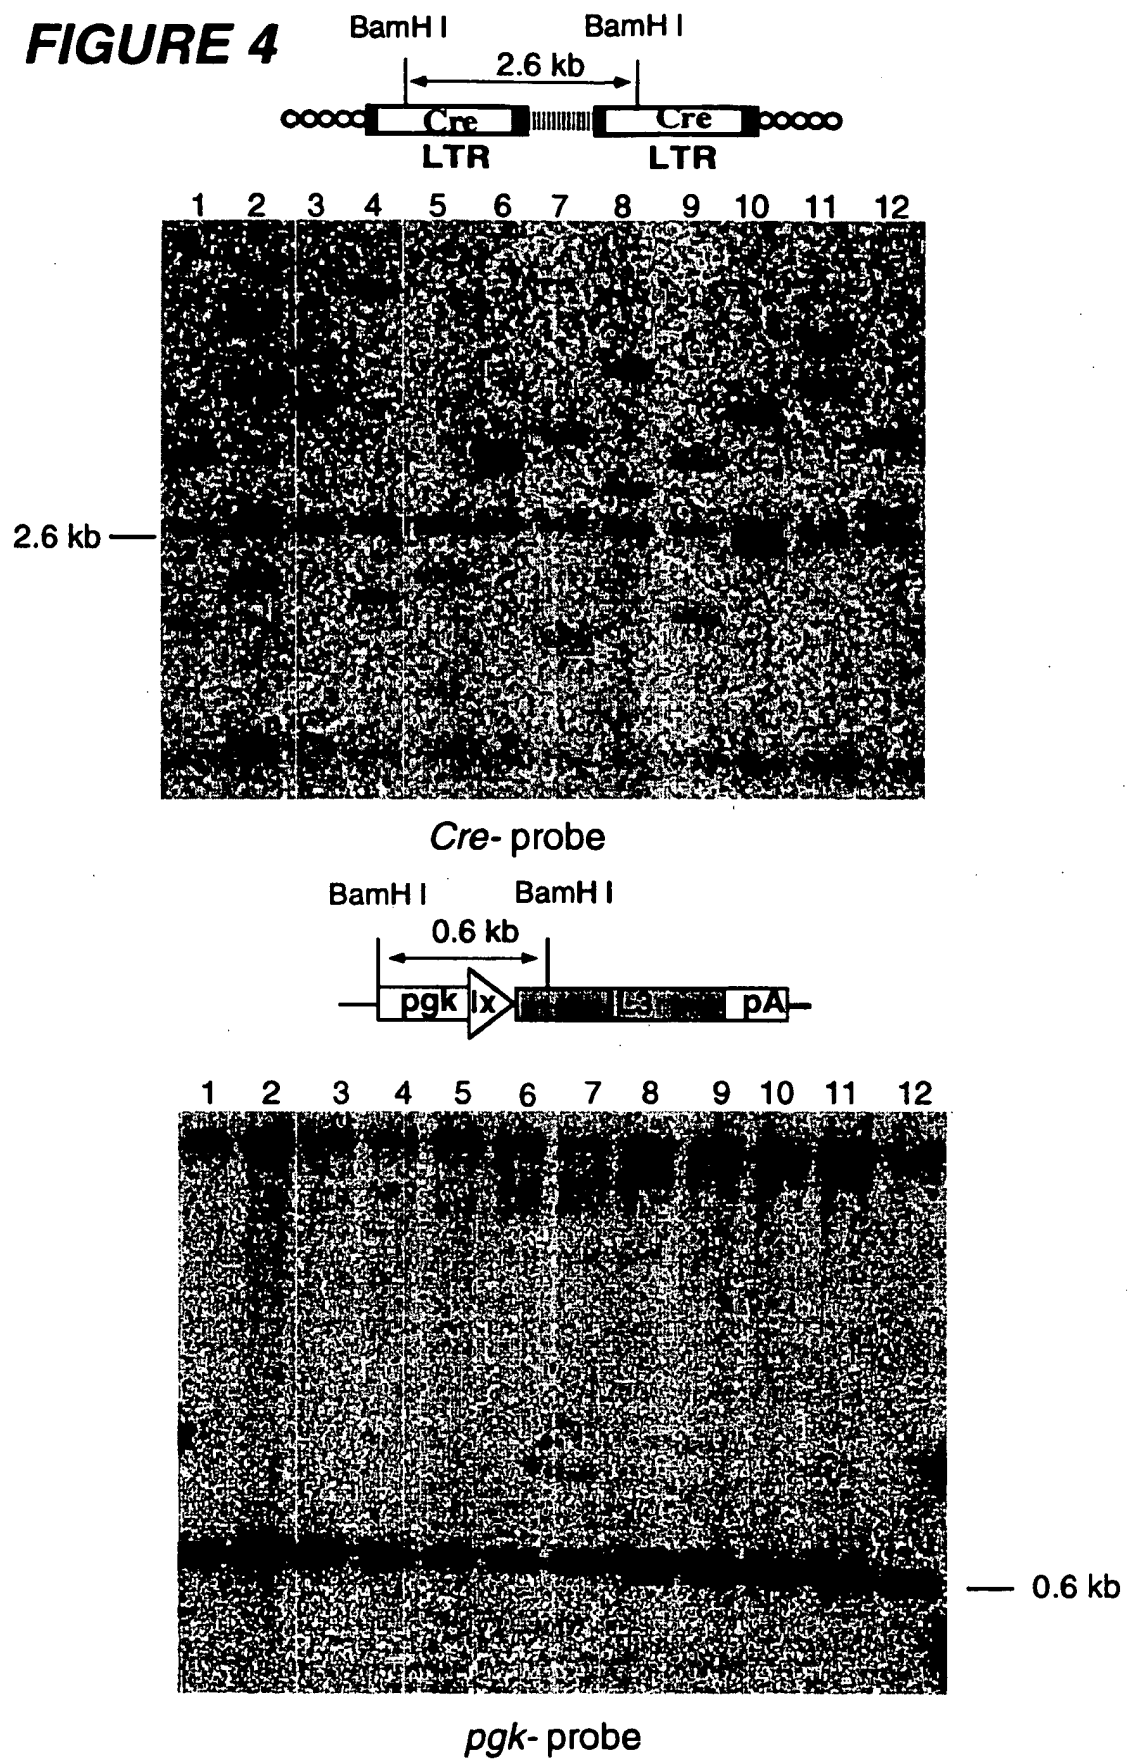 FIGURE 4
BamH I BamH I
2.6 kb
Cre Cre
LTR LTR
1 2 3 4 5 6 7 8 9 10 11 12
2.6 kb
Cre- probe
BamH I BamH I
0.6 kb
pgk lx pA
1 2 3 4 5 6 7 8 9 10 11 12
0.6 kb
pgk- probe